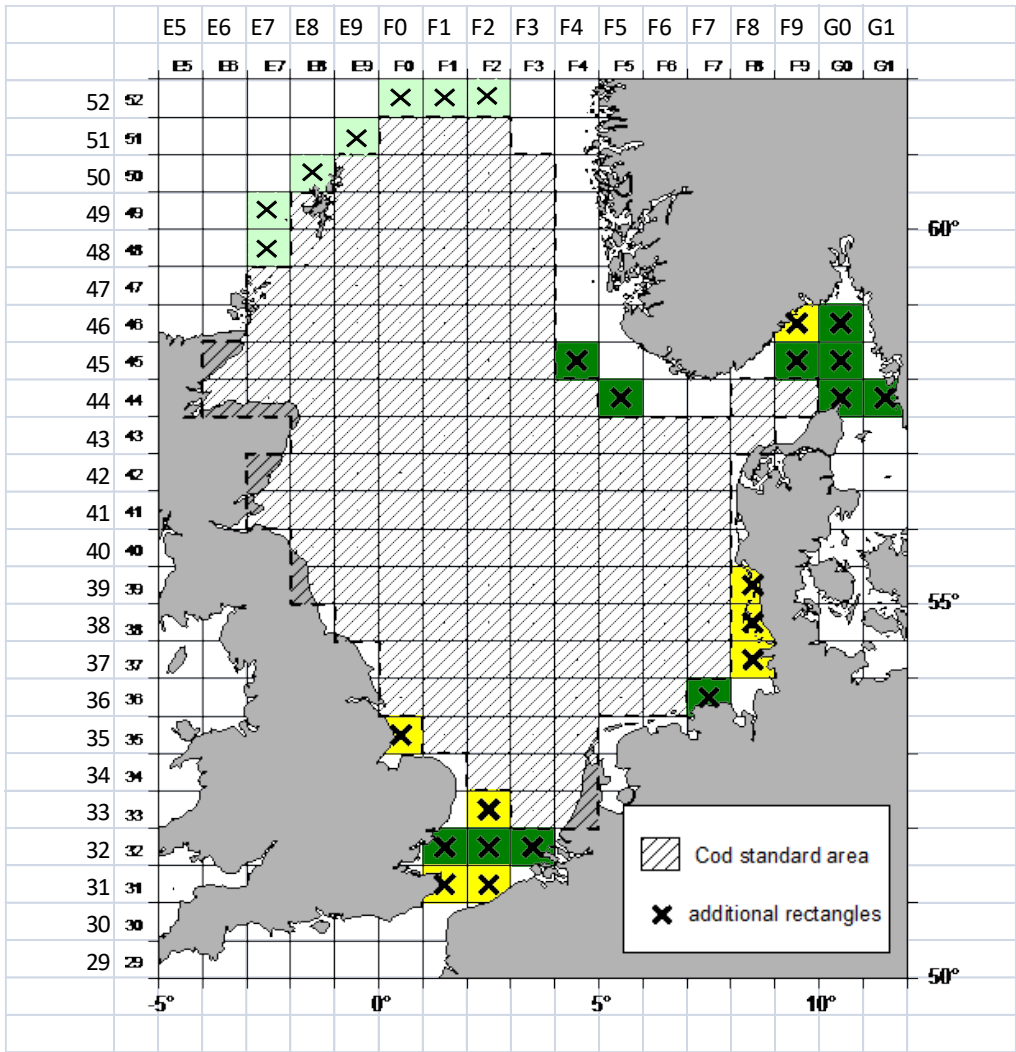 E5 E6 E7 E8 E9 F0 F1 F2 F3 F4 F5 F6 F7 F8 F9 G0 G1
E5 E6 E7 E8 E9 F0 F1 F2 F3 F4 F5 F6 F7 F8 F9 G0 G1
52 52
51 51
50 50
49 49
48 48 60°
47 47
46 46
45 45
44 44
43 43
42 42
41 41
40 40
39 39
38 38 55°
37 37
36 36
35 35
34 34
33 33
32 32 Cod standard area
31 31 additional rectangles
30 30
29 29 50°
-5° 0° 5° 10°